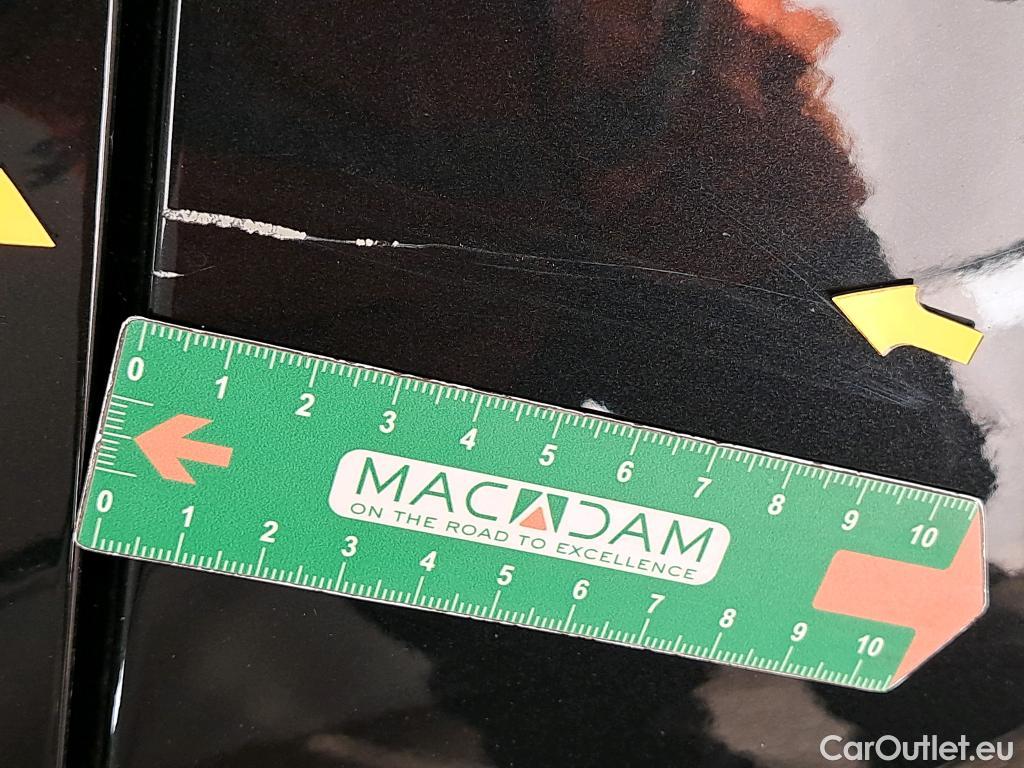 0 1 2 3 4 5 6 7 8 9 10
MACADAM
ON THE ROAD TO EXCELLENCE
0 1 2 3 4 5 6 7 8 9 10
CarOutlet.eu